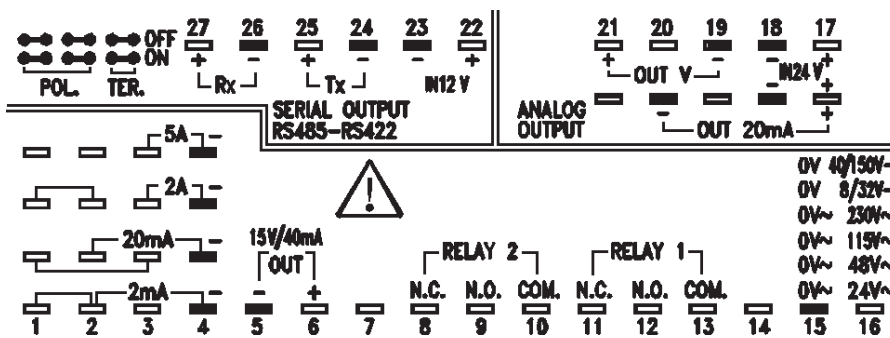 27 26 25 24 23 22 21 20 19 18 17
OFF
ON
+ - + - - + + - - +
POL. TER. Rx Tx IN12 V OUT V IN24 V
SERIAL OUTPUT
RS485-RS422
ANALOG
OUTPUT
- - +
OUT 20mA
5A -
2A -
20mA -
2mA -
15V/40mA
OUT
- +
RELAY 2 RELAY 1
N.C. N.O. COM. N.C. N.O. COM.
0V 40/150V-
0V 8/32V-
0V~ 230V~
0V~ 115V~
0V~ 48V~
0V~ 24V~
1 2 3 4 5 6 7 8 9 10 11 12 13 14 15 16